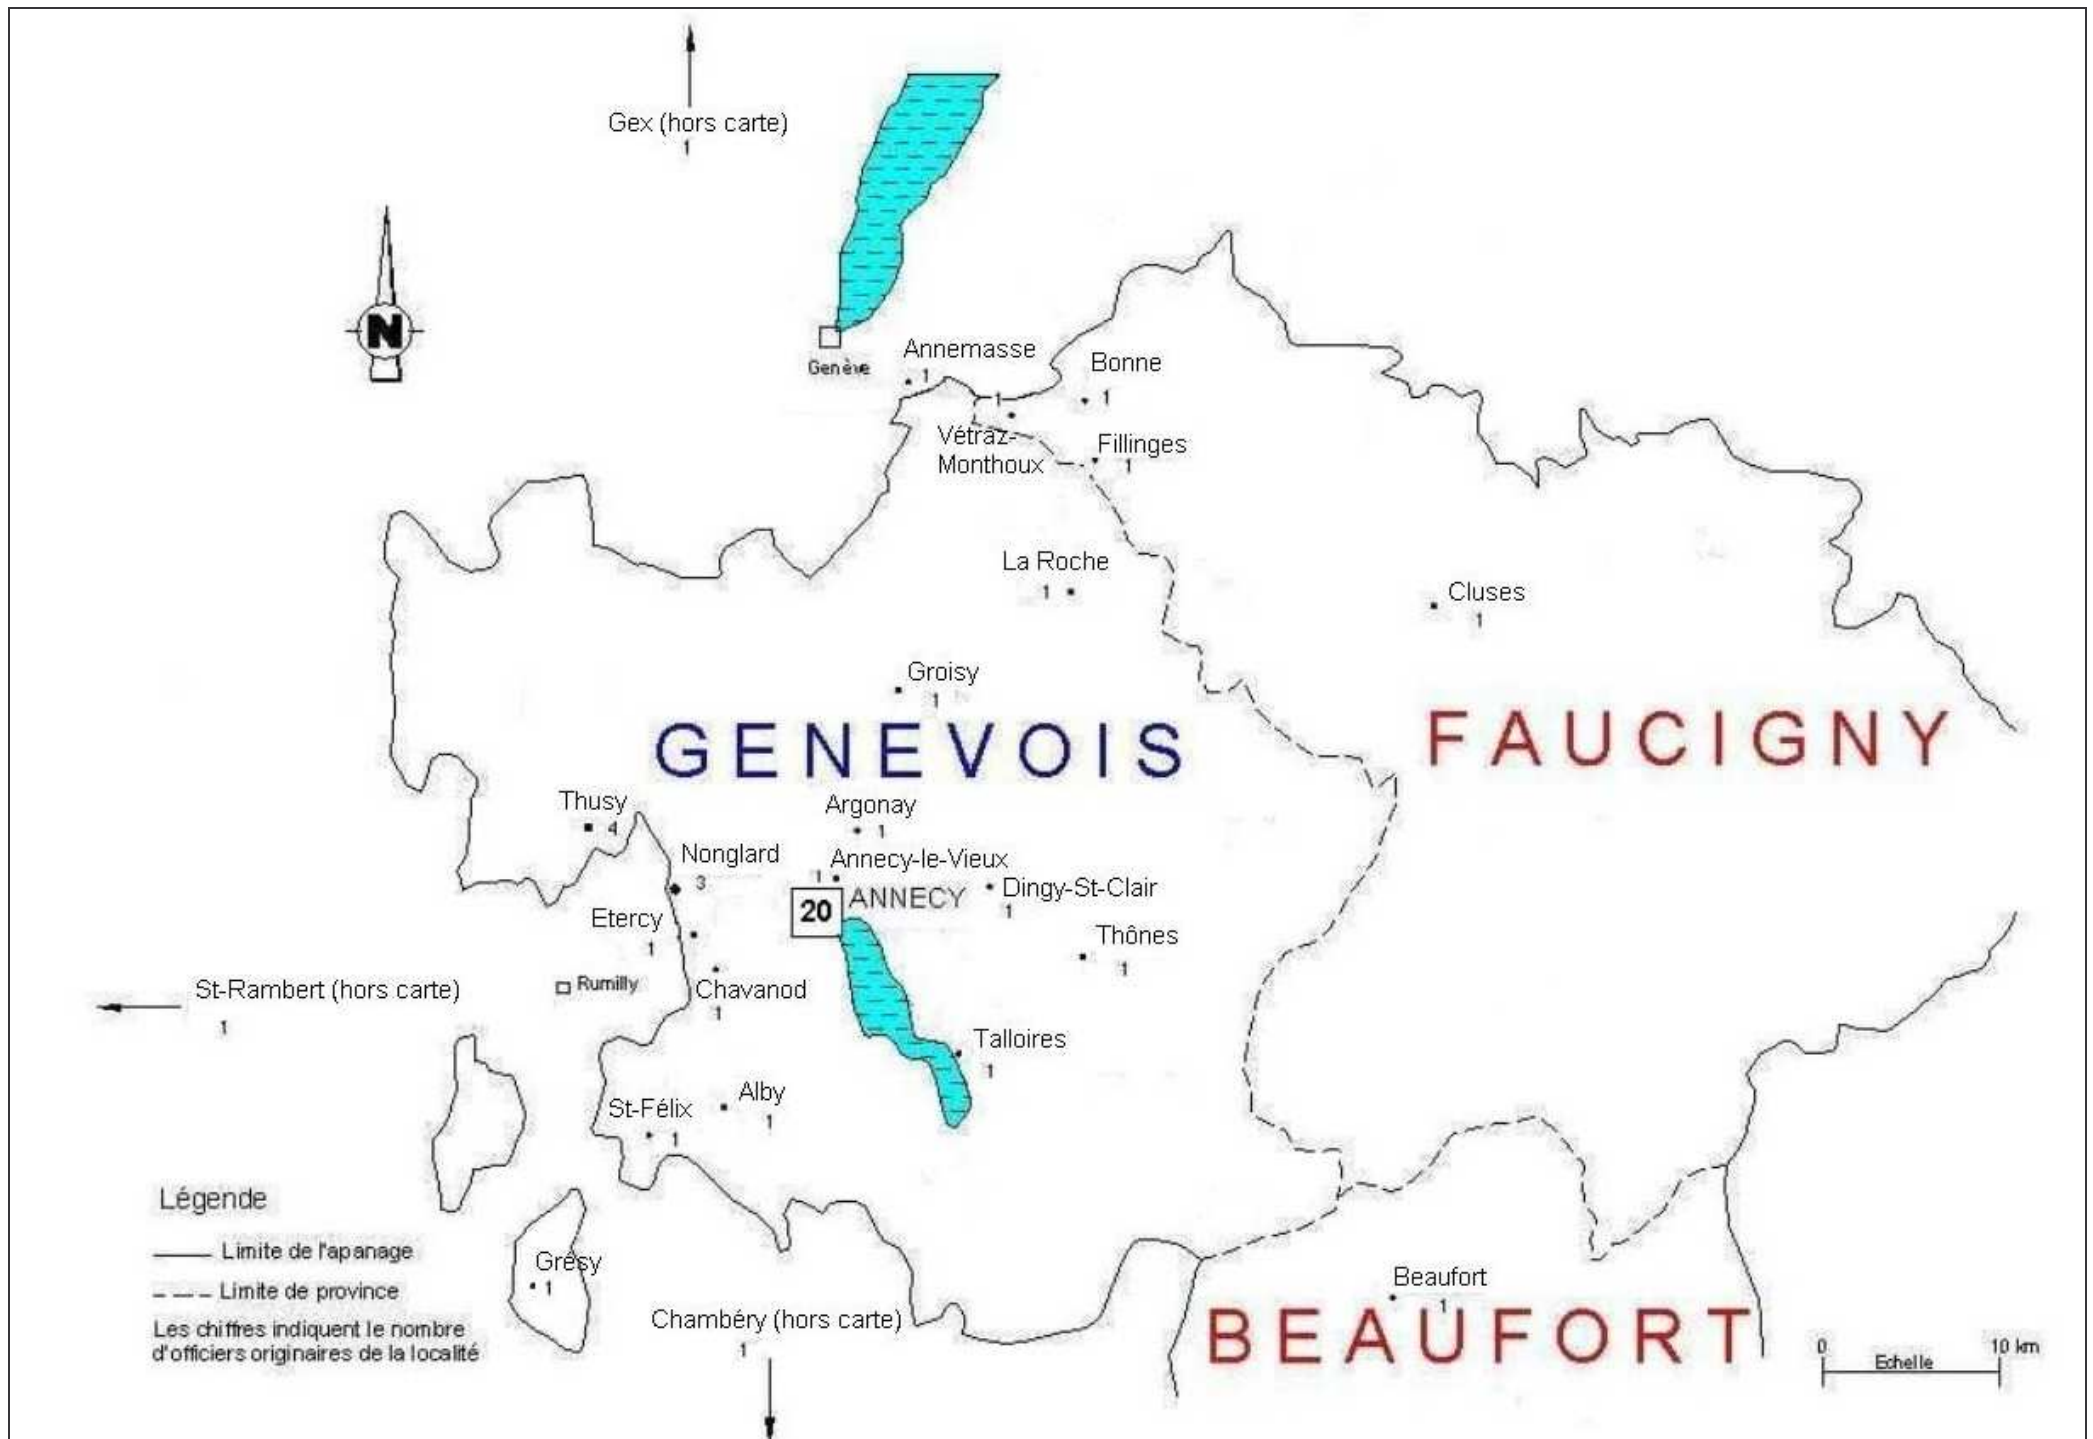 Gex (hors carte)
1
N
Genève
Annemasse
1
Bonne
1
1
Vétraz-
Monthoux
Fillinges
1
La Roche
1
Cluses
1
Groisy
1
GENEVOIS
FAUCIGNY
Thusy
4
Argonay
1
Nonglard
3
Annecy-le-Vieux
1
20
ANNECY
Dingy-St-Clair
1
Etercy
1
Thônes
1
St-Rambert (hors carte)
1
Rumilly
Chavanod
1
Talloires
1
Alby
1
St-Félix
1
Légende
Limite de l'apanage
Limite de province
Les chiffres indiquent le nombre
d'officiers originaires de la localité
Grésy
1
Chambéry (hors carte)
1
Beaufort
1
BEAUFORT
0 10 km
Echelle